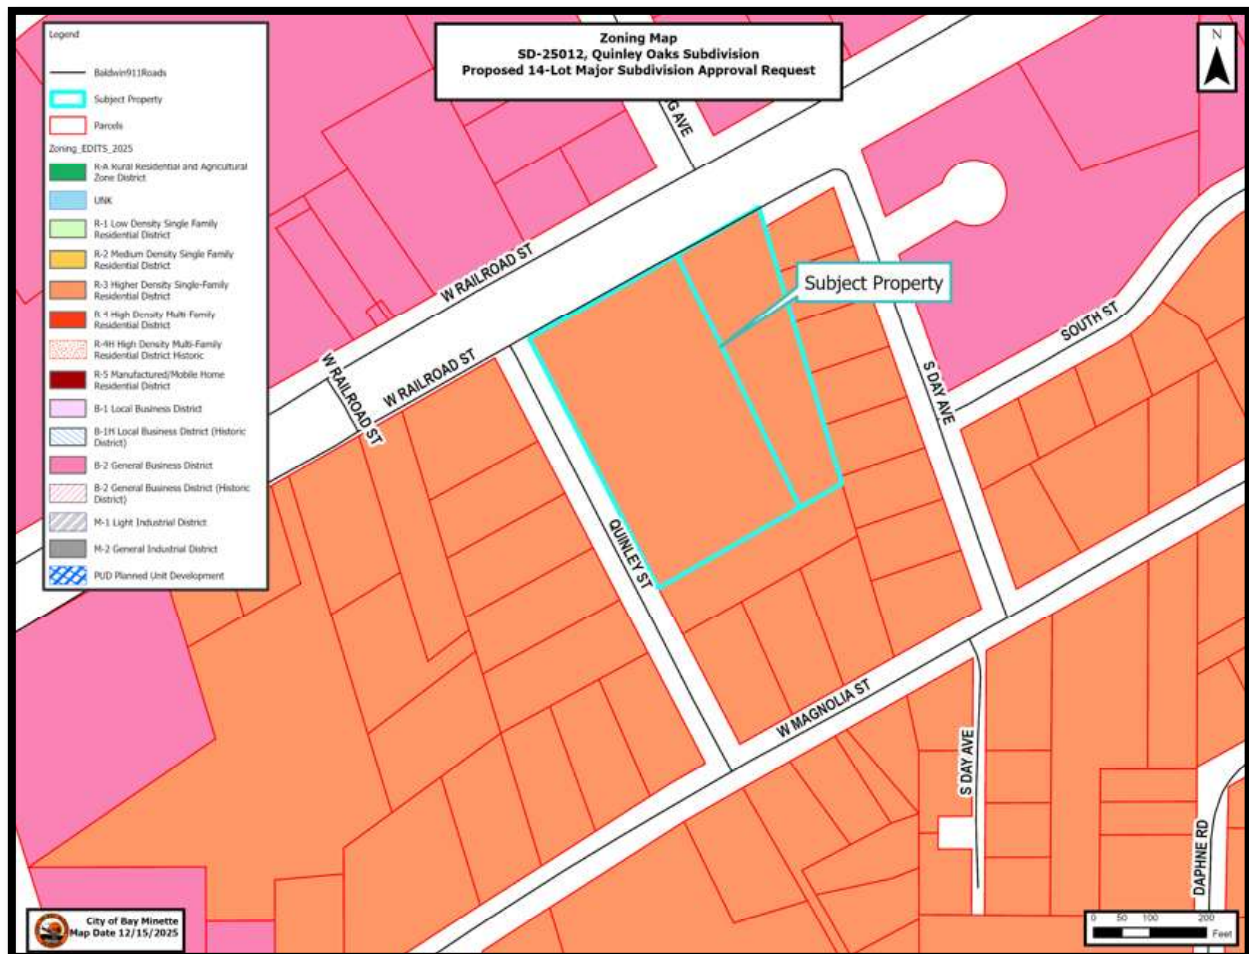 Zoning Map
SD-25012, Quinley Oaks Subdivision
Proposed 14-Lot Major Subdivision Approval Request
N
Legend
Baldwin911Roads
Subject Property
Parcels
Zoning_EDITS_2025
R-A Rural Residential and Agricultural
Zone District
UNK
R-1 Low Density Single Family
Residential District
R-2 Medium Density Single Family
Residential District
R-3 Higher Density Single-Family
Residential District
R-4 High Density Multi-Family
Residential District
R-4H High Density Multi-Family
Residential District Historic
R-5 Manufactured/Mobile Home
Residential District
B-1 Local Business District
B-1H Local Business District (Historic
District)
B-2 General Business District
B-2 General Business District (Historic
District)
M-1 Light Industrial District
M-2 General Industrial District
PUD Planned Unit Development
G AVE
W RAILROAD ST
Subject Property
SOUTH ST
W RAILROAD ST
W RAILROAD ST
S DAY AVE
QUINLEY ST
W MAGNOLIA ST
S DAY AVE
DAPHNE RD
City of Bay Minette
Map Date 12/15/2025
0 50 100 200
Feet